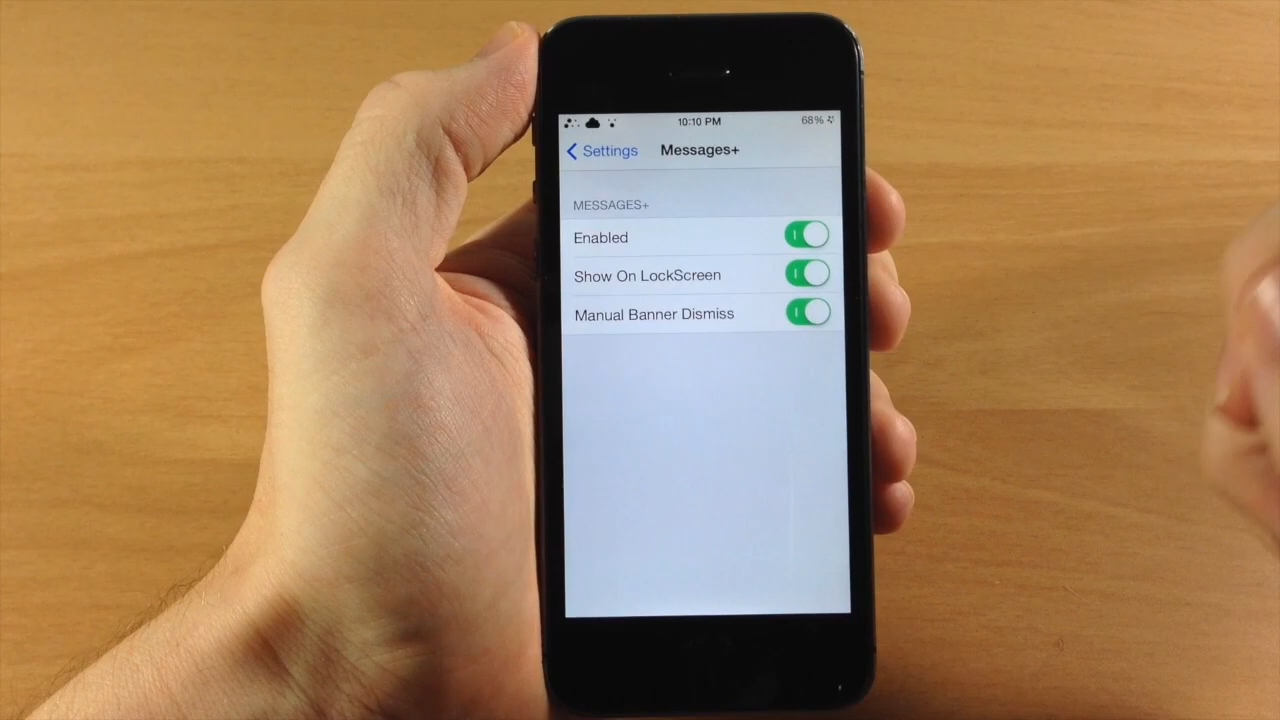 10:10 PM 68%
Settings Messages+
MESSAGES+
Enabled
Show On LockScreen
Manual Banner Dismiss